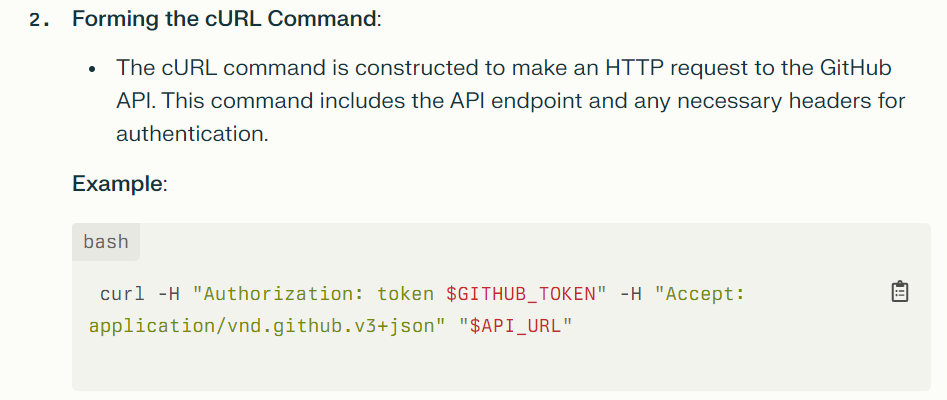 2. Forming the cURL Command:
• The cURL command is constructed to make an HTTP request to the GitHub
API. This command includes the API endpoint and any necessary headers for
authentication.
Example:
bash
curl -H "Authorization: token $GITHUB_TOKEN" -H "Accept:
application/vnd.github.v3+json" "$API_URL"